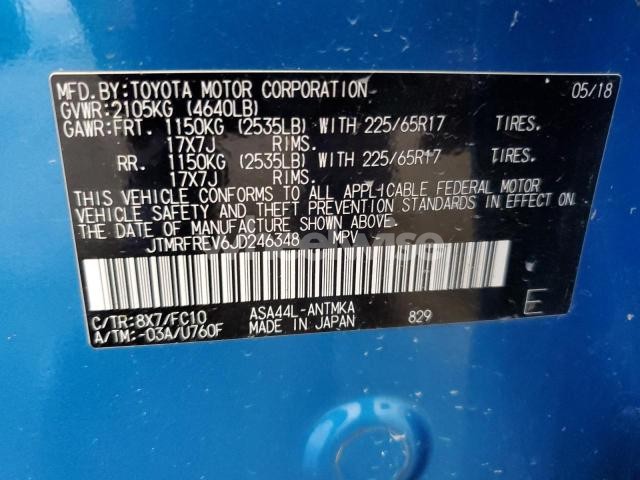 MFD.BY:TOYOTA MOTOR CORPORATION 05/18
GVWR:2105KG (4640LB)
GAWR:FRT. 1150KG (2535LB) WITH 225/65R17 TIRES.
17X7J RIMS.
RR. 1150KG (2535LB) WITH 225/65R17 TIRES.
17X7J RIMS.
THIS VEHICLE CONFORMS TO ALL APPLICABLE FEDERAL MOTOR
VEHICLE SAFETY AND THEFT PREVENTION STANDARDS IN EFFECT ON
THE DATE OF MANUFACTURE SHOWN ABOVE.
JTMRFREV6JD246348 MPV
C/TR:8X7/FC10 ASA44L-ANTMKA 829 E
A/TM:-03A/U760F MADE IN JAPAN